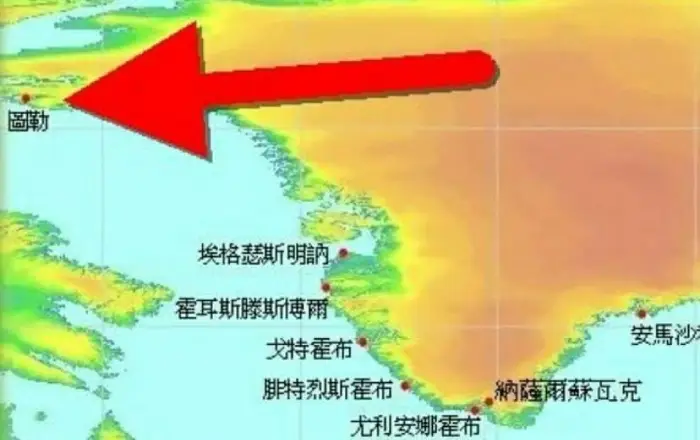 圖勒
埃格瑟斯明訥
霍耳斯滕斯博爾
戈特霍布
腓特烈斯霍布
納薩爾蘇瓦克
尤利安娜霍布
安馬沙